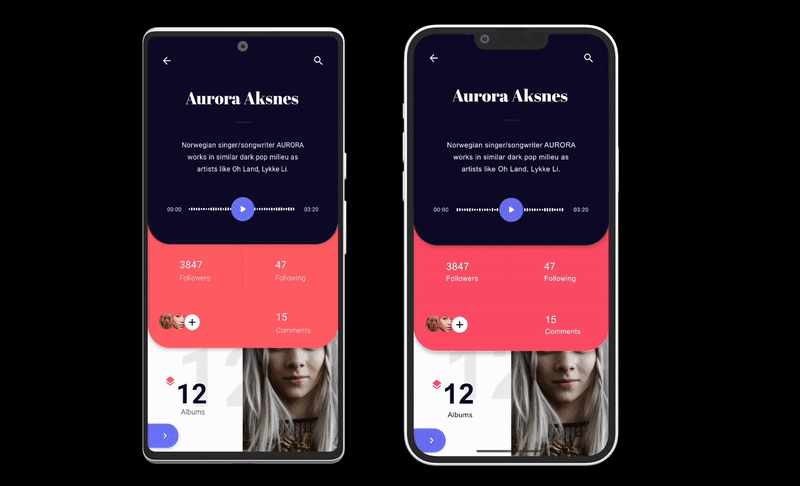 Aurora Aksnes
Norwegian singer/songwriter AURORA
works in similar dark pop milieu as
artists like Oh Land, Lykke Li.
00:00
03:20
3847
Followers
47
Following
15
Comments
12
12
Albums
Aurora Aksnes
Norwegian singer/songwriter AURORA
works in similar dark pop milieu as
artists like Oh Land, Lykke Li.
00:00
03:20
3847
Followers
47
Following
15
Comments
12
12
Albums